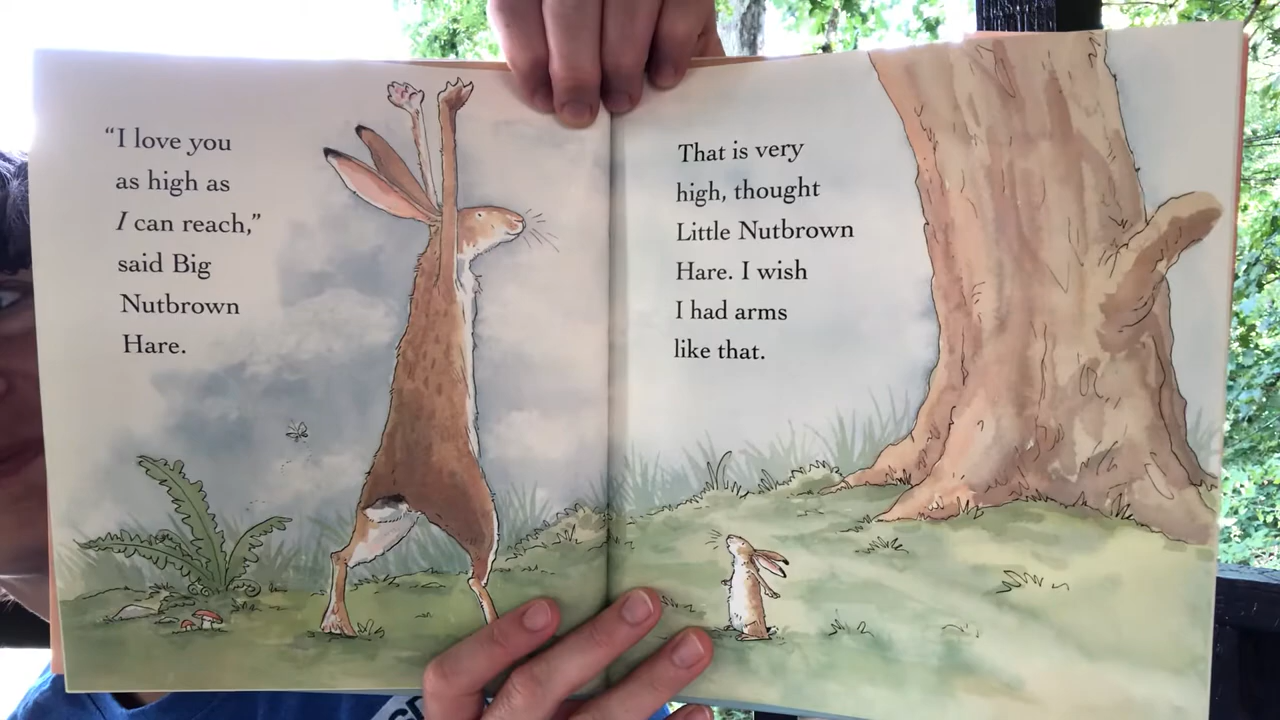 “I love you
as high as
I can reach,”
said Big
Nutbrown
Hare.
That is very
high, thought
Little Nutbrown
Hare. I wish
I had arms
like that.